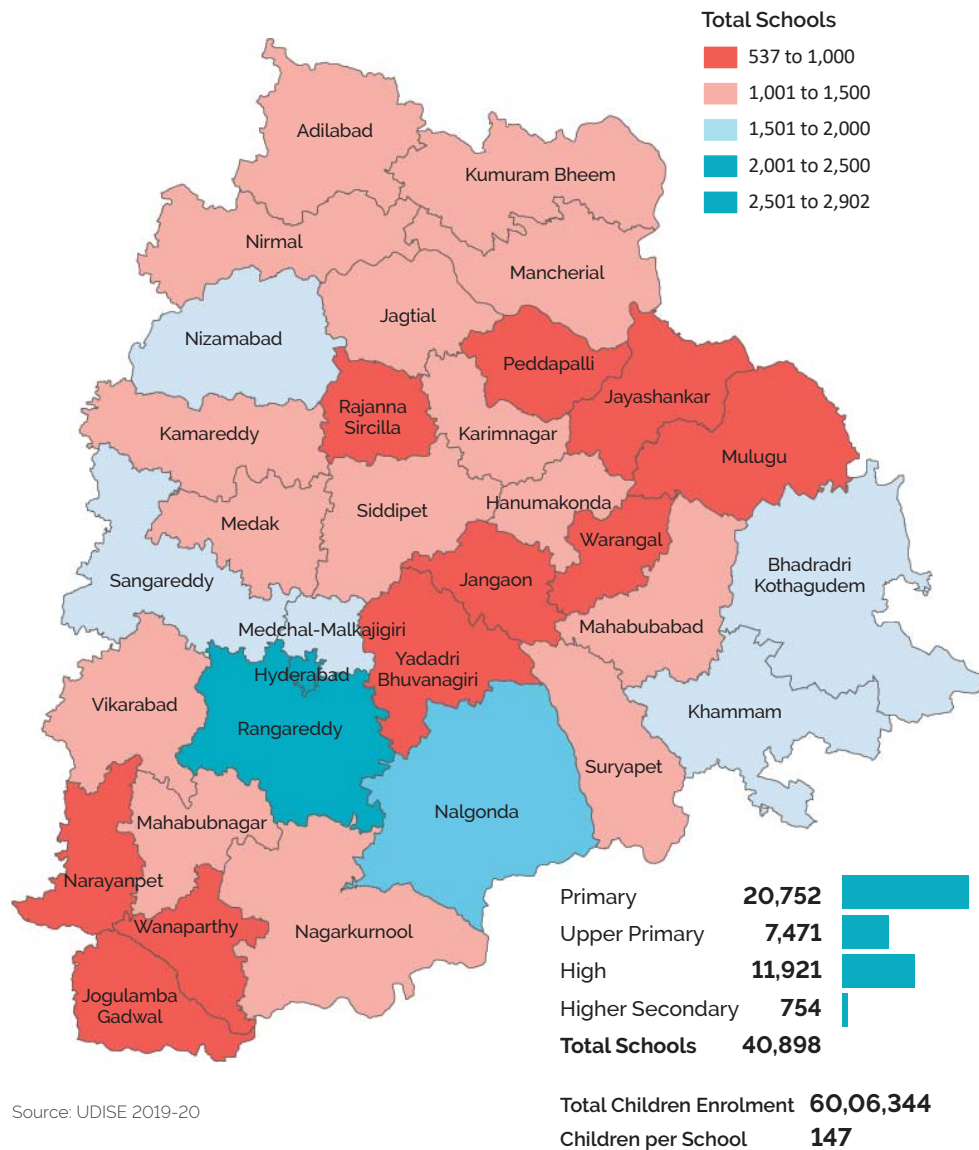 Total Schools
537 to 1,000
1,001 to 1,500
1,501 to 2,000
2,001 to 2,500
2,501 to 2,902
Adilabad
Kumuram Bheem
Nirmal
Mancherial
Jagtial
Nizamabad
Peddapalli
Jayashankar
Rajanna
Sircilla
Kamareddy
Karimnagar
Mulugu
Siddipet
Hanumakonda
Medak
Warangal
Bhadradri
Kothagudem
Sangareddy
Jangaon
Mahabubabad
Medchal-Malkajigiri
Yadadri
Bhuvanagiri
Hyderabad
Vikarabad
Rangareddy
Khammam
Suryapet
Nalgonda
Mahabubnagar
Narayanpet
Wanaparthy
Nagarkurnool
Jogulamba
Gadwal
Primary 20,752
Upper Primary 7,471
High 11,921
Higher Secondary 754
Total Schools 40,898
Source: UDISE 2019-20
Total Children Enrolment 60,06,344
Children per School 147